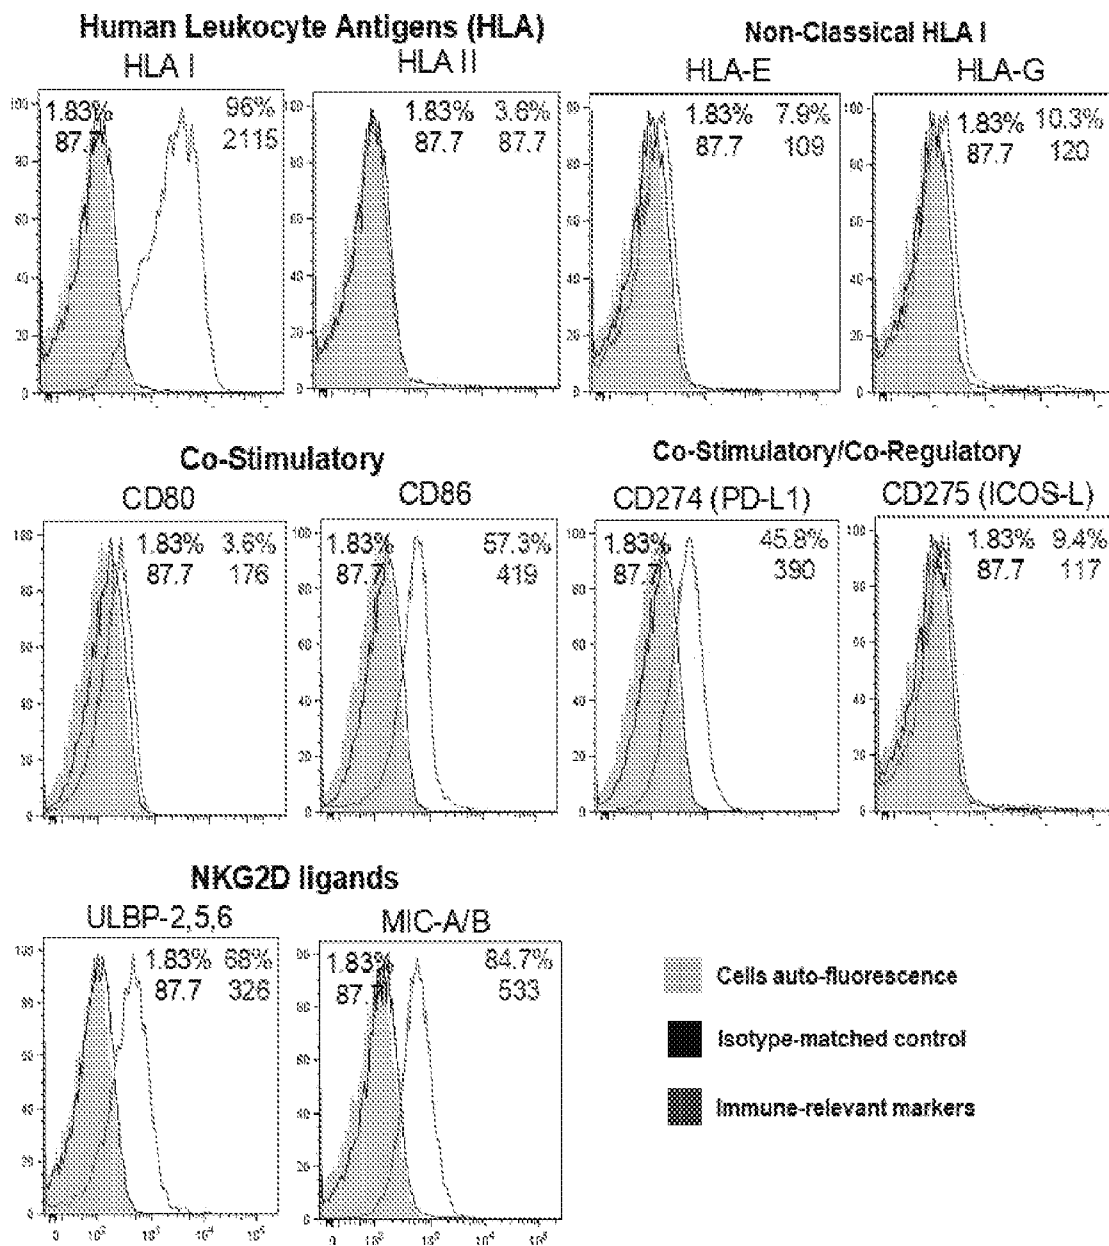 Human Leukocyte Antigens (HLA)
Non-Classical HLA I
HLA I
HLA II
HLA-E
HLA-G
1.83% 96%
87.7 2115
1.83% 3.6%
87.7 87.7
1.83% 7.9%
87.7 109
1.83% 10.3%
87.7 120
Co-Stimulatory
Co-Stimulatory/Co-Regulatory
CD80
CD86
CD274 (PD-L1)
CD275 (ICOS-L)
1.83% 3.6%
87.7 176
1.83% 57.3%
87.7 419
1.83% 45.8%
87.7 390
1.83% 9.4%
87.7 117
NKG2D ligands
ULBP-2,5,6
MIC-A/B
1.83% 68%
87.7 326
1.83% 84.7%
87.7 533
Cells auto-fluorescence
Isotype-matched control
Immune-relevant markers